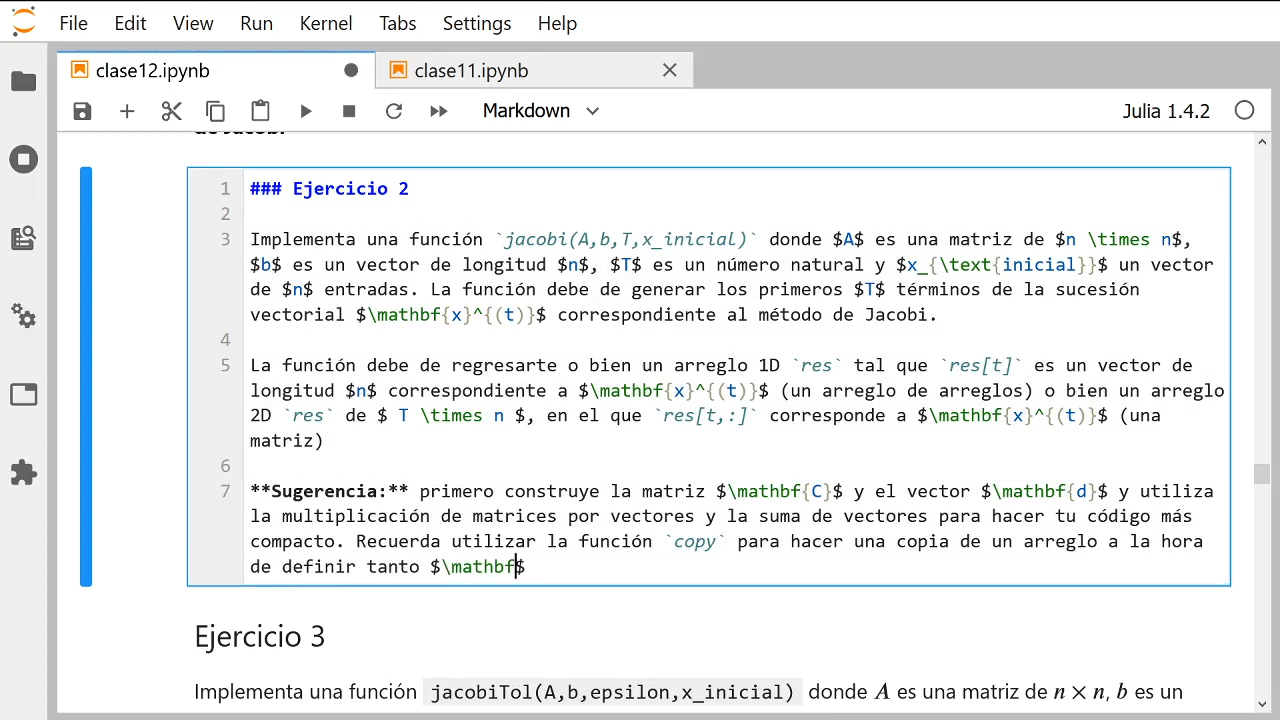 File Edit View Run Kernel Tabs Settings Help
clase12.ipynb clase11.ipynb
Markdown Julia 1.4.2
de Jacobi.
1 ### Ejercicio 2
2
3 Implementa una función `jacobi(A,b,T,x_inicial)` donde $A$ es una matriz de $n \times n$,
$b$ es un vector de longitud $n$, $T$ es un número natural y $x_{\text{inicial}}$ un vector
de $n$ entradas. La función debe de generar los primeros $T$ términos de la sucesión
vectorial $\mathbf{x}^{(t)}$ correspondiente al método de Jacobi.
4
5 La función debe de regresarte o bien un arreglo 1D `res` tal que `res[t]` es un vector de
longitud $n$ correspondiente a $\mathbf{x}^{(t)}$ (un arreglo de arreglos) o bien un arreglo
2D `res` de $ T \times n $, en el que `res[t,:]` corresponde a $\mathbf{x}^{(t)}$ (una
matriz)
6
7 **Sugerencia:** primero construye la matriz $\mathbf{C}$ y el vector $\mathbf{d}$ y utiliza
la multiplicación de matrices por vectores y la suma de vectores para hacer tu código más
compacto. Recuerda utilizar la función `copy` para hacer una copia de un arreglo a la hora
de definir tanto $\mathbf$
Ejercicio 3
Implementa una función jacobiTol(A,b,epsilon,x_inicial) donde A es una matriz de n × n, b es un